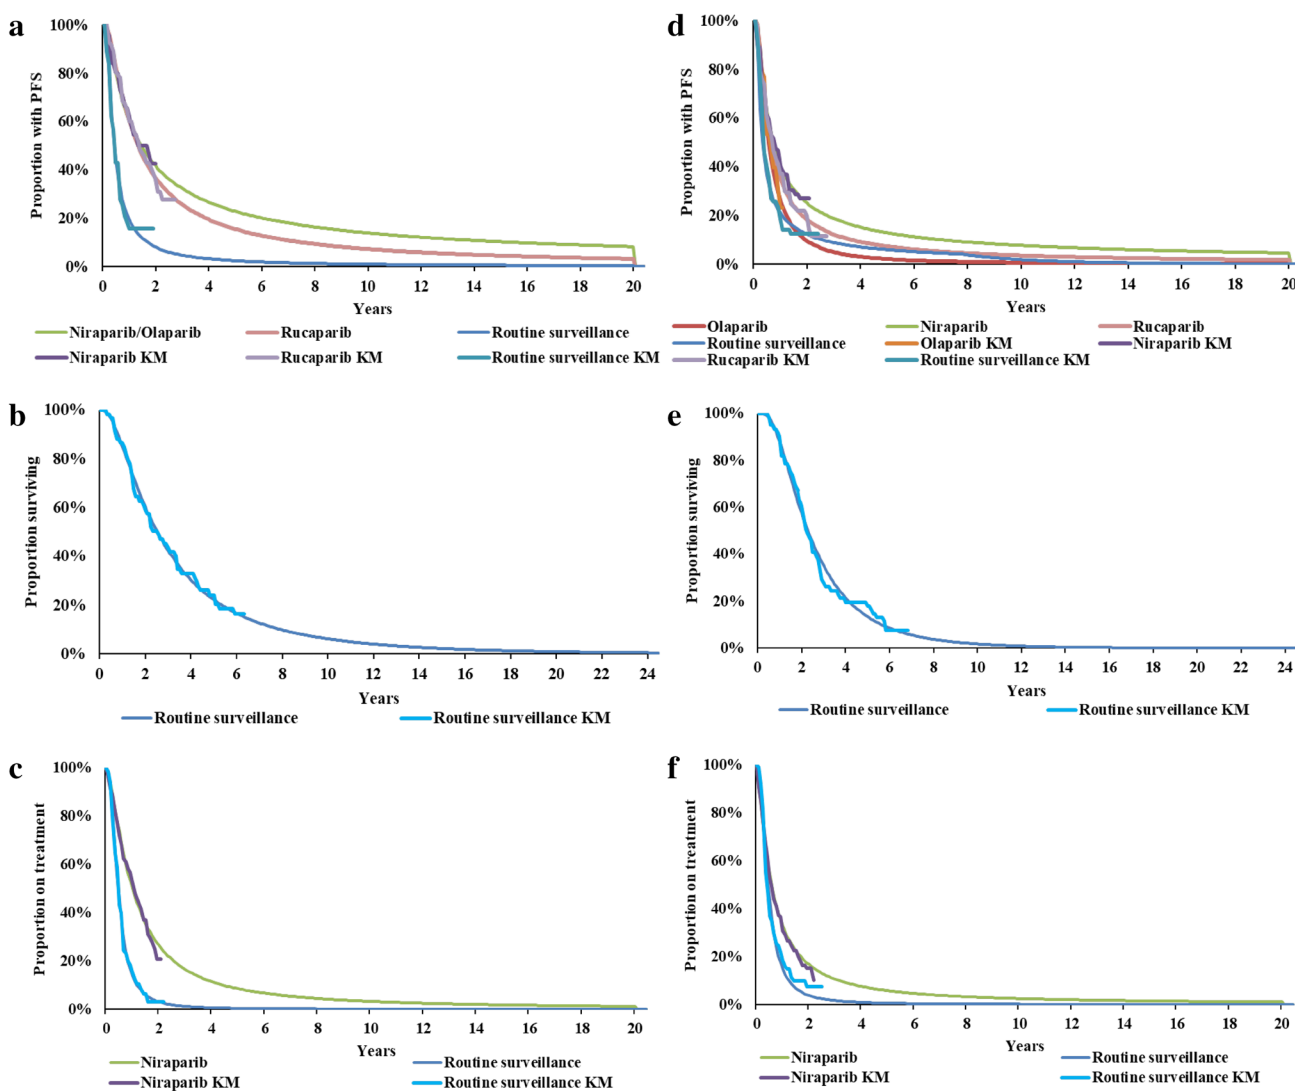 a
100%
80%
60%
40%
20%
0%
Proportion with PFS
0 2 4 6 8 10 12 14 16 18 20
Years
Niraparib/Olaparib Rucaparib Routine surveillance
Niraparib KM Rucaparib KM Routine surveillance KM
d
100%
80%
60%
40%
20%
0%
Proportion with PFS
0 2 4 6 8 10 12 14 16 18 20
Years
Olaparib Niraparib Rucaparib
Routine surveillance Olaparib KM Niraparib KM
Rucaparib KM Routine surveillance KM
b
100%
80%
60%
40%
20%
0%
Proportion surviving
0 2 4 6 8 10 12 14 16 18 20 22 24
Years
Routine surveillance Routine surveillance KM
e
100%
80%
60%
40%
20%
0%
Proportion surviving
0 2 4 6 8 10 12 14 16 18 20 22 24
Years
Routine surveillance Routine surveillance KM
c
100%
80%
60%
40%
20%
0%
Proportion on treatment
0 2 4 6 8 10 12 14 16 18 20
Years
Niraparib Routine surveillance
Niraparib KM Routine surveillance KM
f
100%
80%
60%
40%
20%
0%
Proportion on treatment
0 2 4 6 8 10 12 14 16 18 20
Years
Niraparib Routine surveillance
Niraparib KM Routine surveillance KM